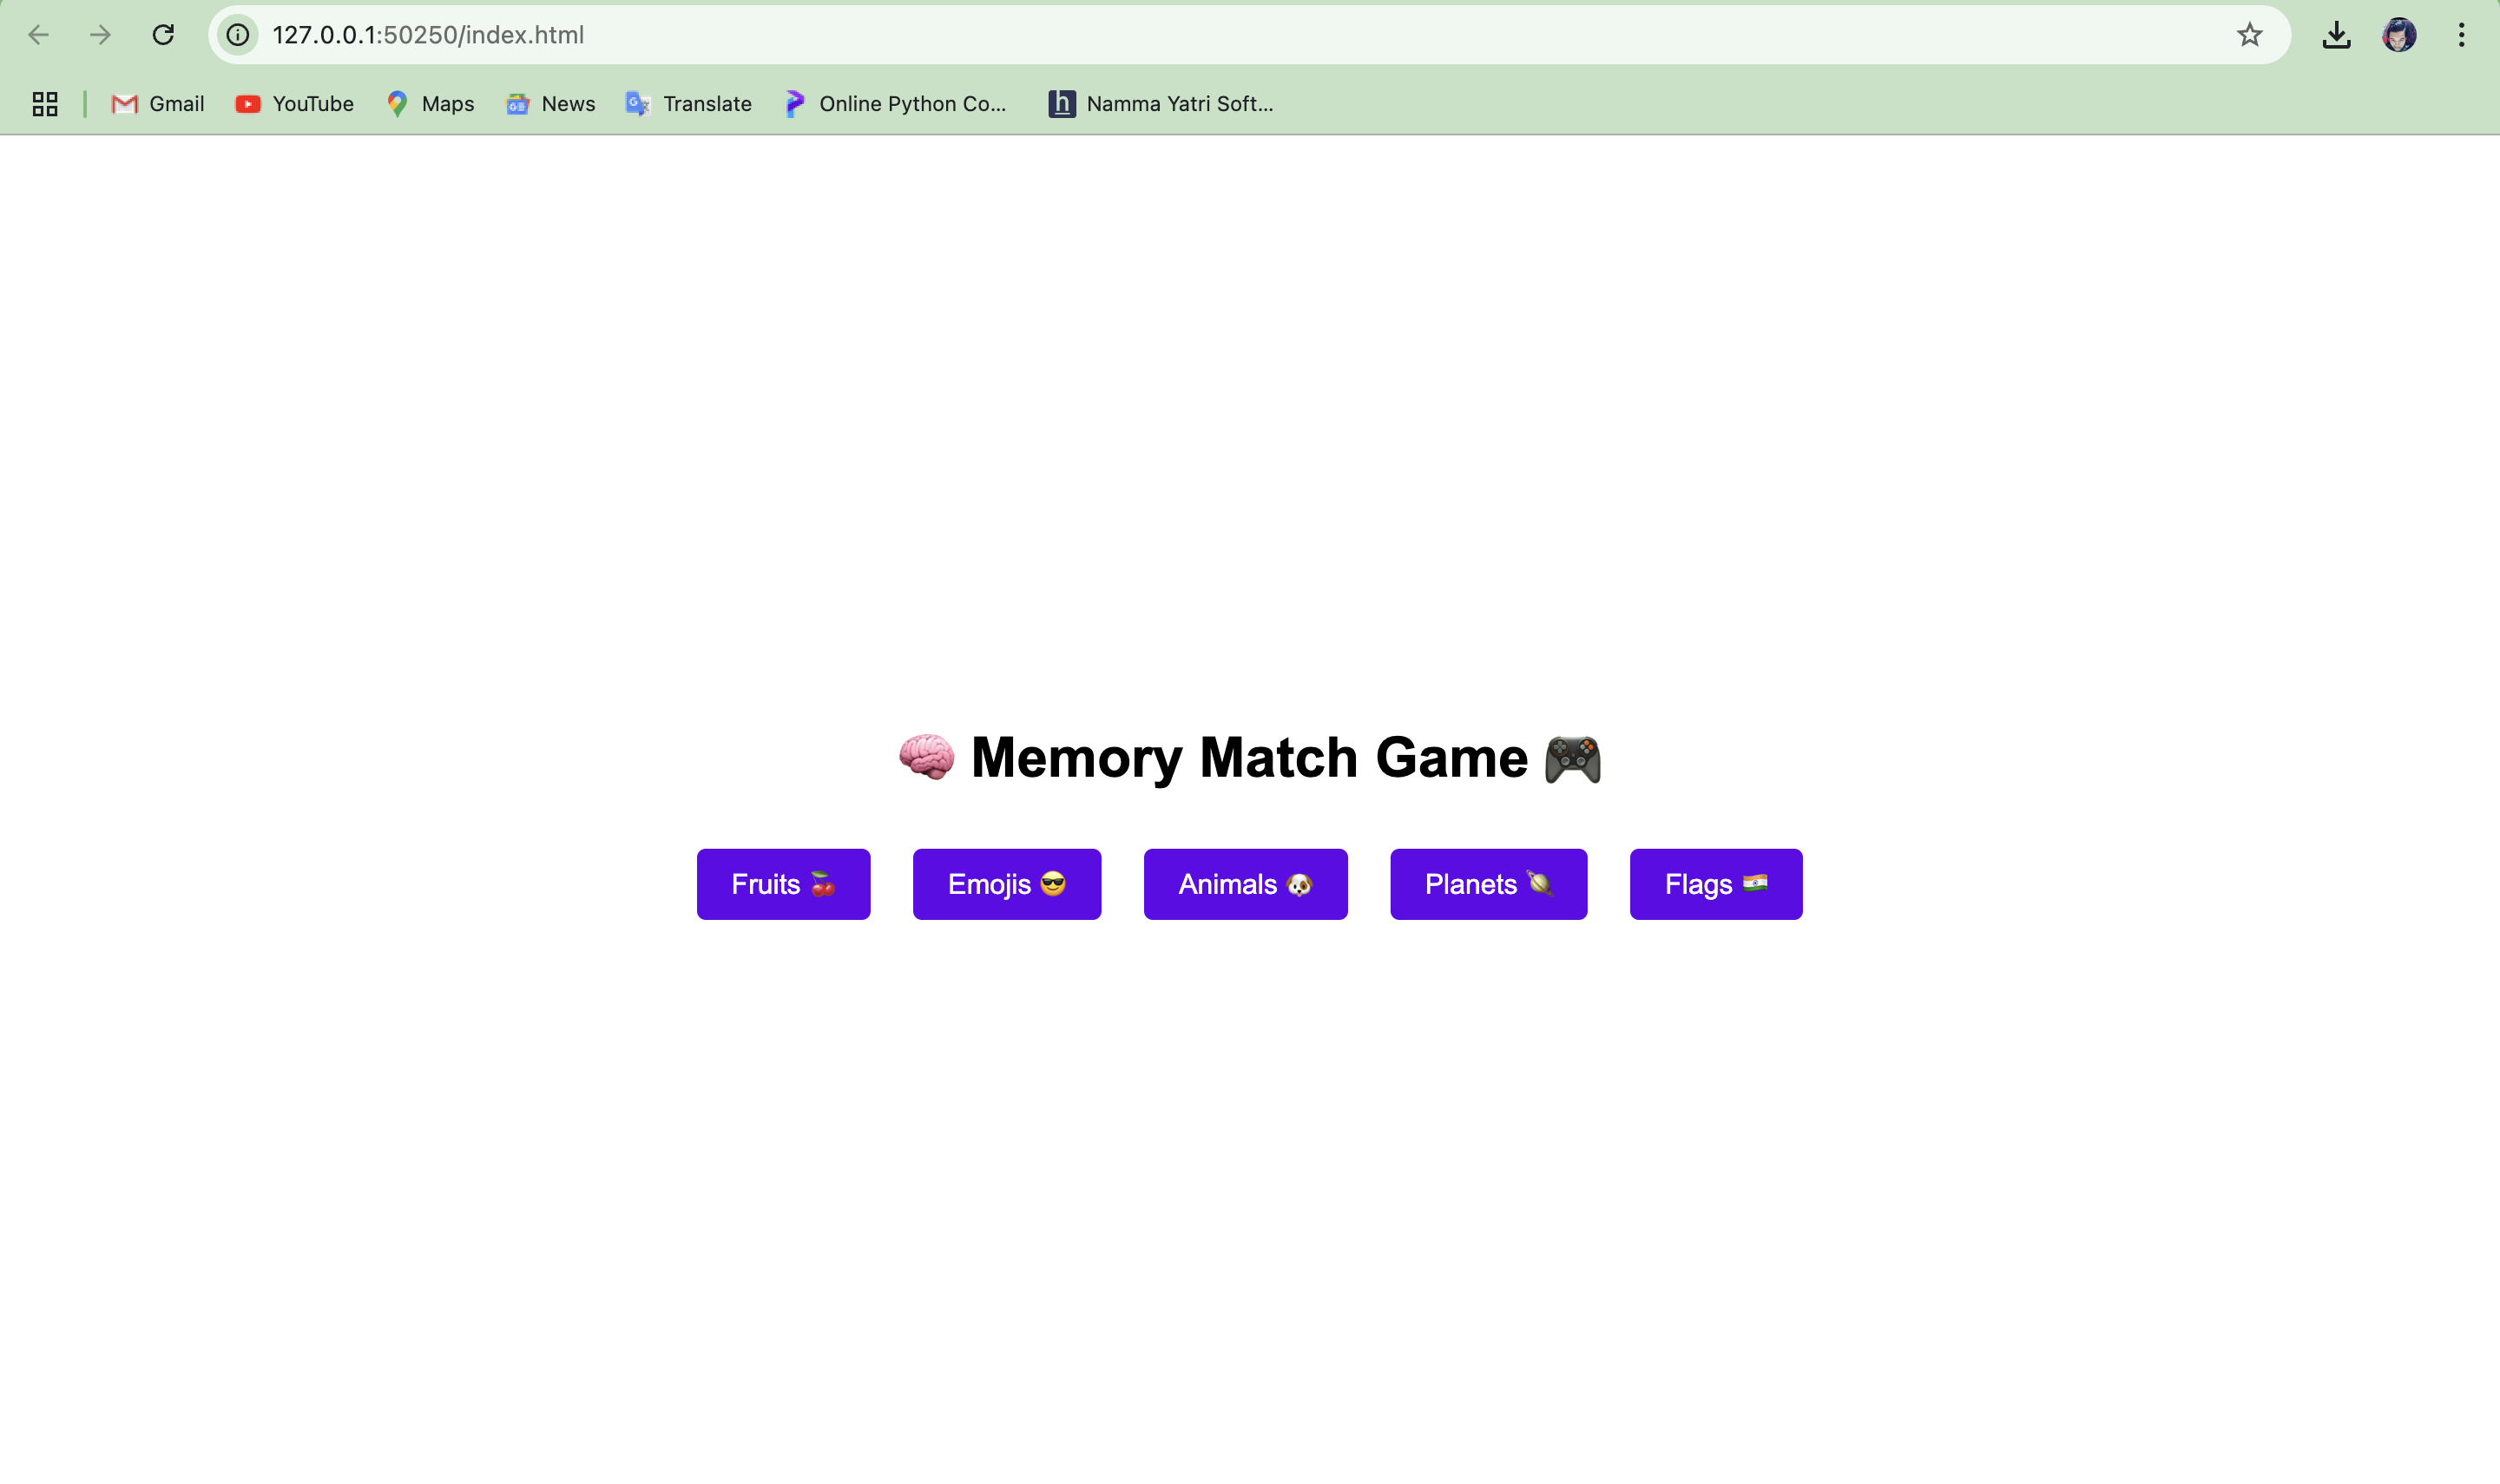 127.0.0.1:50250/index.html
Gmail YouTube Maps News Translate Online Python Co... Namma Yatri Soft...
🧠 Memory Match Game 🎮
Fruits 🍒 Emojis 😎 Animals 🐶 Planets 🪐 Flags 🇮🇳